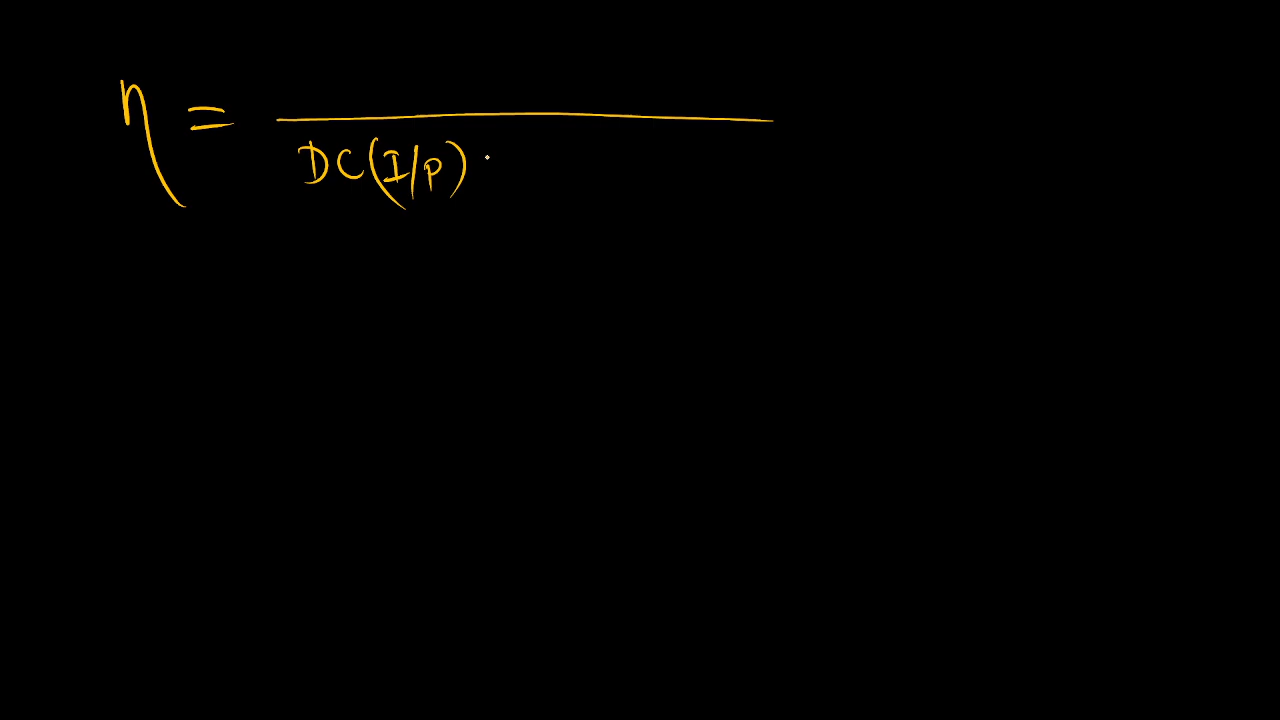 η =
DC(I/P)